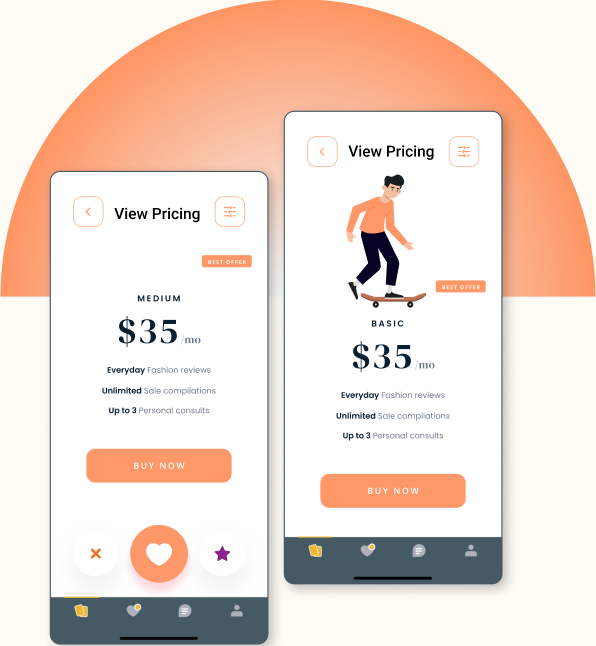 View Pricing
BEST OFFER
MEDIUM
$35/mo
Everyday Fashion reviews
Unlimited Sale compilations
Up to 3 Personal consults
BUY NOW
View Pricing
BEST OFFER
BASIC
$35/mo
Everyday Fashion reviews
Unlimited Sale compilations
Up to 3 Personal consults
BUY NOW